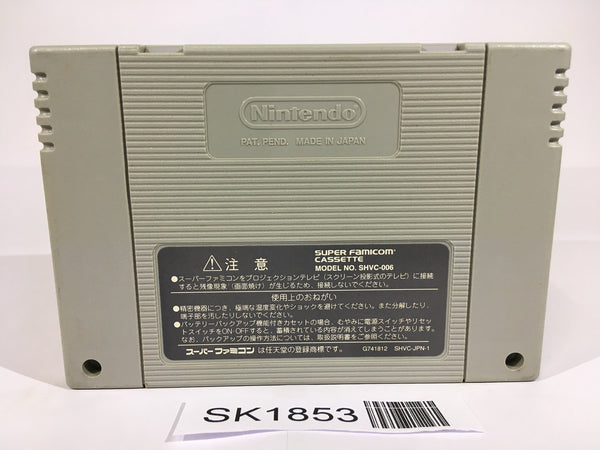 Nintendo
PAT. PEND. MADE IN JAPAN
注意
SUPER FAMICOM
CASSETTE
MODEL NO. SHVC-006
●スーパーファミコンをプロジェクションテレビ（スクリーン投影式のテレビ）に接続
すると残像現象（画面焼け）が生じるため、接続しないでください。
使用上のおねがい
●精密機器につき、極端な温度変化やショックを避けてください。また分解したり、
端子部を汚したりしないでください。
●バッテリーバックアップ機能付きカセットの場合、むやみに電源スイッチやリセッ
トスイッチをON・OFFすると、蓄積されている内容が消えてしまうことがあります。
なお、バックアップの操作方法については、取扱説明書をご参照ください。
スーパーファミコンは任天堂の登録商標です。
G741812 SHVC-JPN-1
SK1853